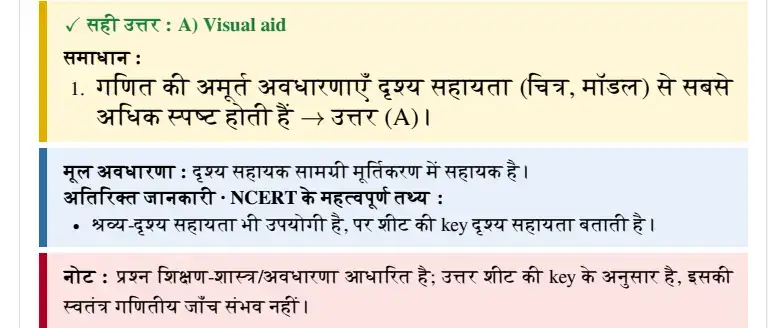 ✓ सही उत्तर : A) Visual aid
समाधान :
1. गणित की अमूर्त अवधारणाएँ दृश्य सहायता (चित्र, मॉडल) से सबसे
अधिक स्पष्ट होती हैं → उत्तर (A)।
मूल अवधारणा : दृश्य सहायक सामग्री मूर्तिकरण में सहायक है।
अतिरिक्त जानकारी · NCERT के महत्वपूर्ण तथ्य :
• श्रव्य-दृश्य सहायता भी उपयोगी है, पर शीट की key दृश्य सहायता बताती है।
नोट : प्रश्न शिक्षण-शास्त्र/अवधारणा आधारित है; उत्तर शीट की key के अनुसार है, इसकी
स्वतंत्र गणितीय जाँच संभव नहीं।